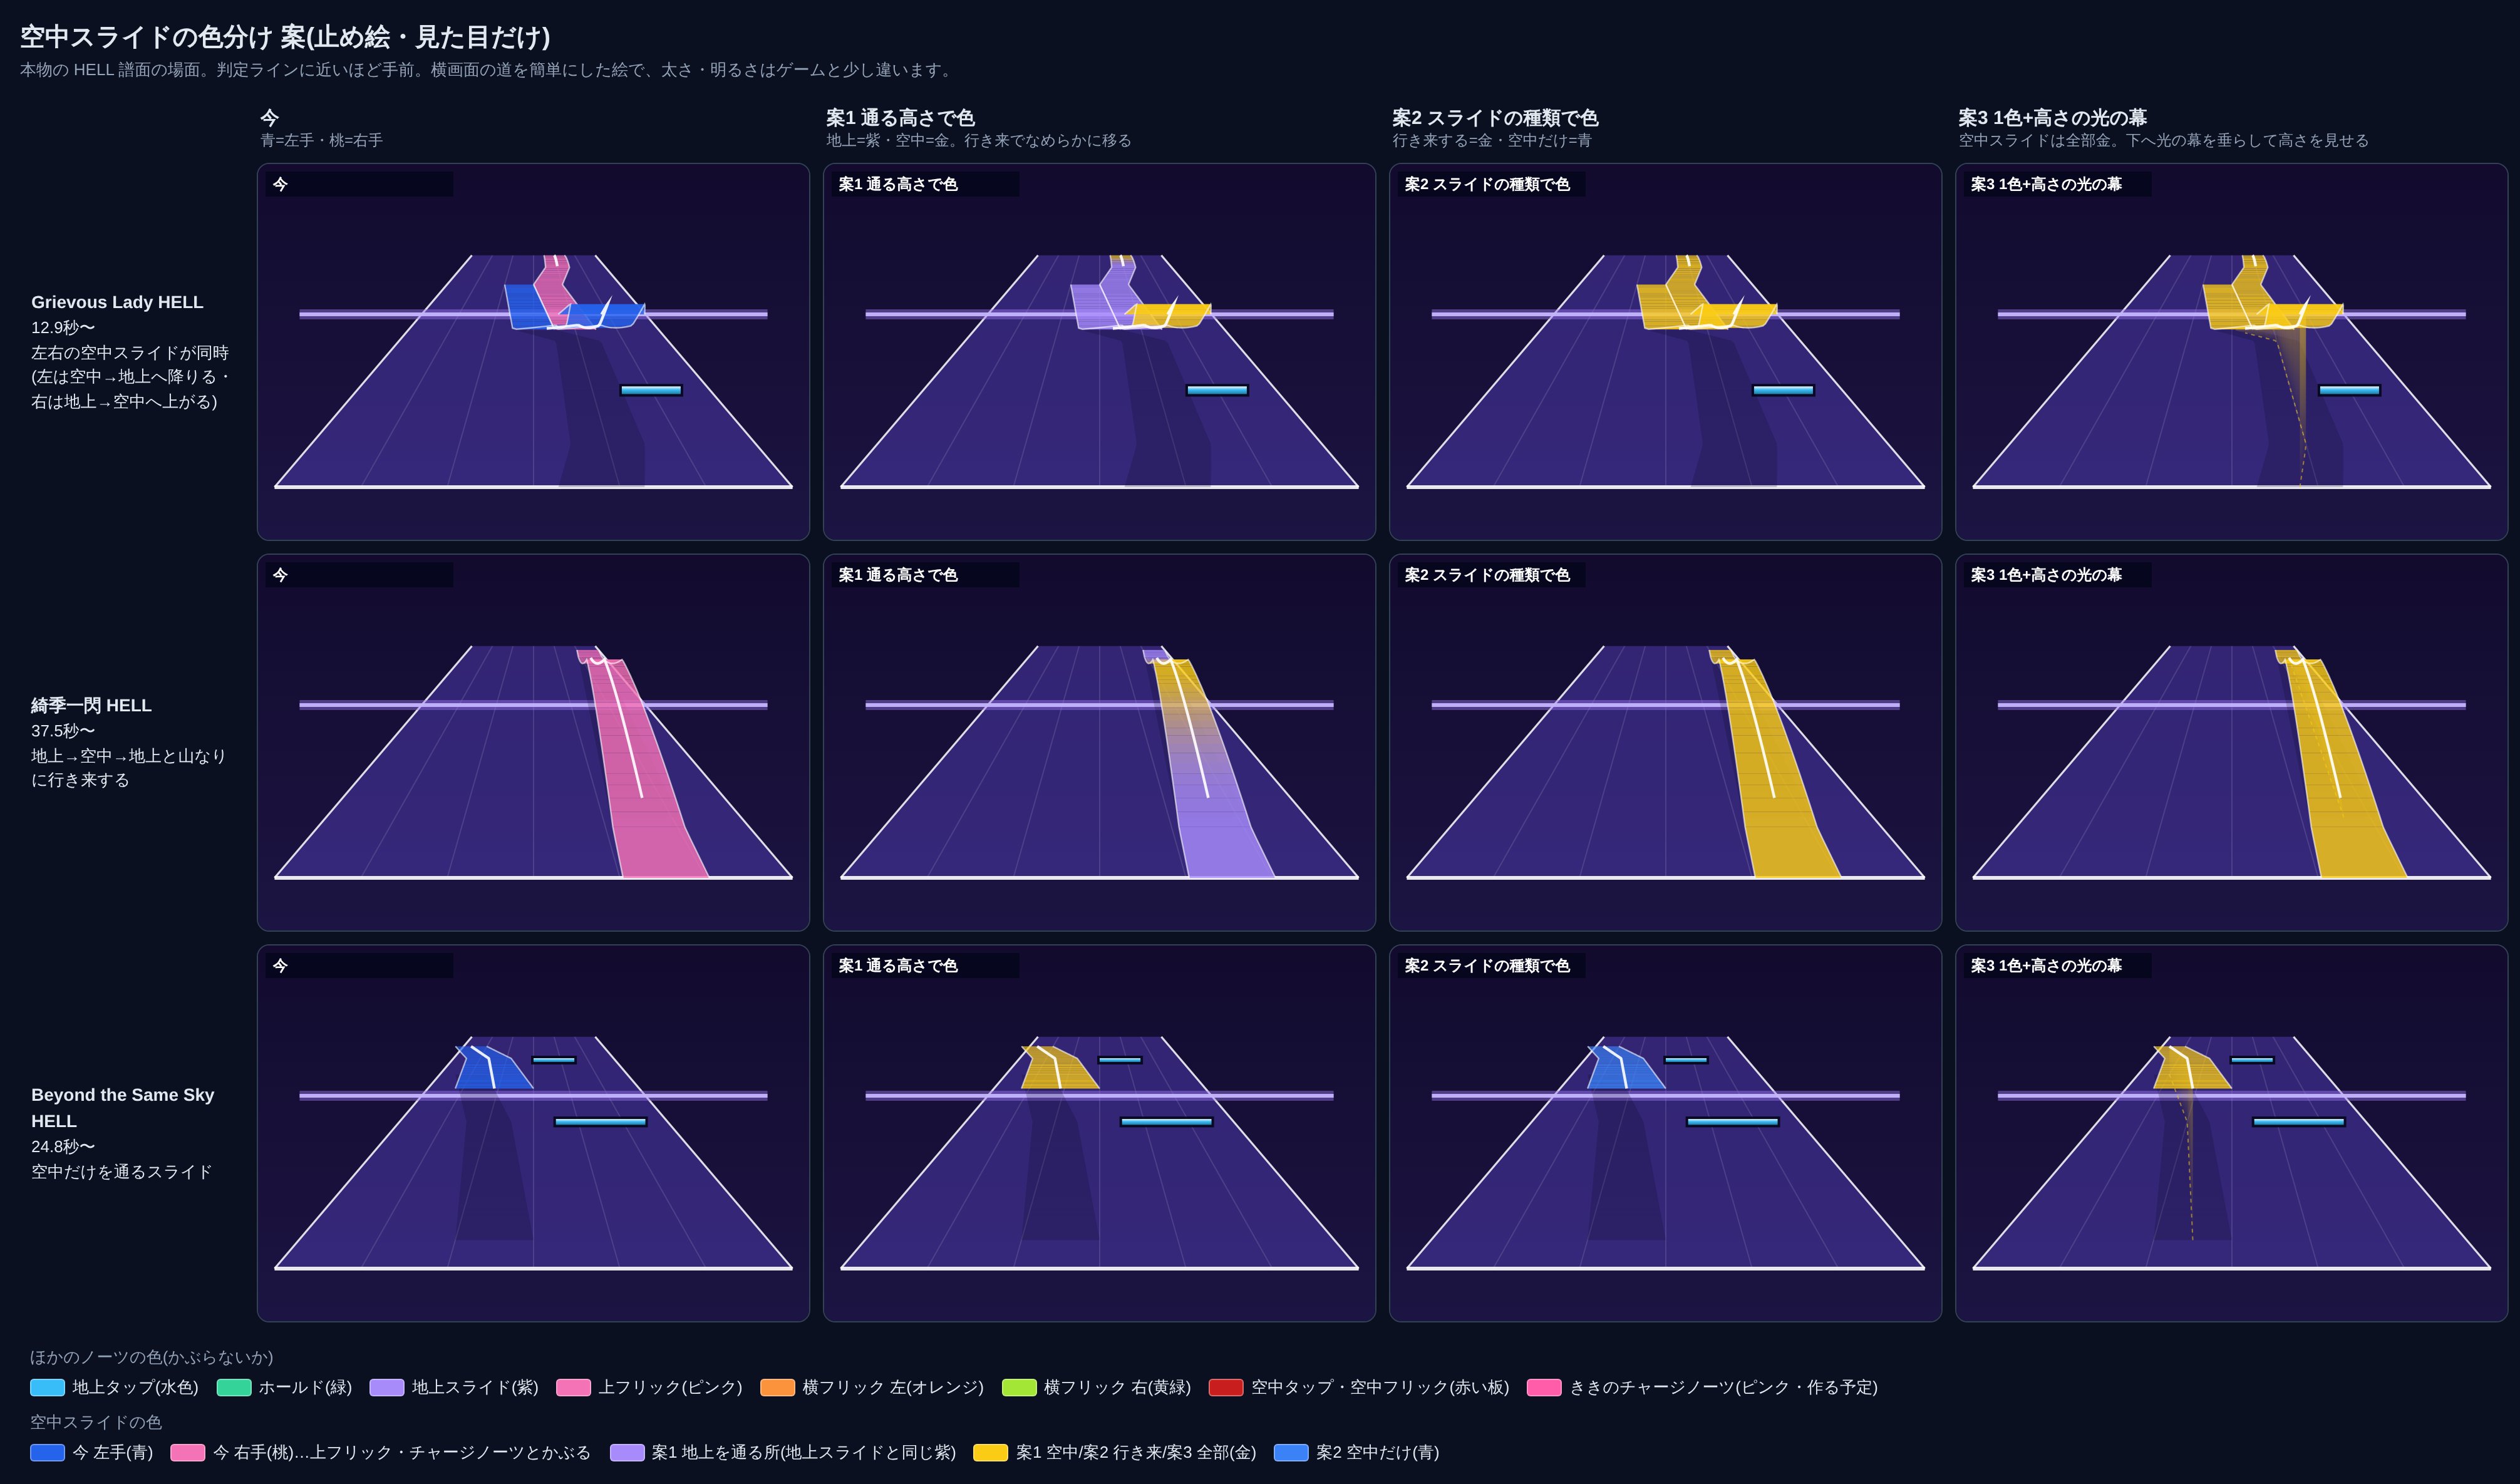 空中スライドの色分け 案(止め絵・見た目だけ)
本物の HELL 譜面の場面。判定ラインに近いほど手前。横画面の道を簡単にした絵で、太さ・明るさはゲームと少し違います。
今
青=左手・桃=右手
案1 通る高さで色
地上=紫・空中=金。行き来でなめらかに移る
案2 スライドの種類で色
行き来する=金・空中だけ=青
案3 1色+高さの光の幕
空中スライドは全部金。下へ光の幕を垂らして高さを見せる
Grievous Lady HELL
12.9秒〜
左右の空中スライドが同時
(左は空中→地上へ降りる・
右は地上→空中へ上がる)
今
案1 通る高さで色
案2 スライドの種類で色
案3 1色+高さの光の幕
綺季一閃 HELL
37.5秒〜
地上→空中→地上と山なり
に行き来する
今
案1 通る高さで色
案2 スライドの種類で色
案3 1色+高さの光の幕
Beyond the Same Sky
HELL
24.8秒〜
空中だけを通るスライド
今
案1 通る高さで色
案2 スライドの種類で色
案3 1色+高さの光の幕
ほかのノーツの色(かぶらないか)
地上タップ(水色)
ホールド(緑)
地上スライド(紫)
上フリック(ピンク)
横フリック 左(オレンジ)
横フリック 右(黄緑)
空中タップ・空中フリック(赤い板)
ききのチャージノーツ(ピンク・作る予定)
空中スライドの色
今 左手(青)
今 右手(桃)…上フリック・チャージノーツとかぶる
案1 地上を通る所(地上スライドと同じ紫)
案1 空中/案2 行き来/案3 全部(金)
案2 空中だけ(青)